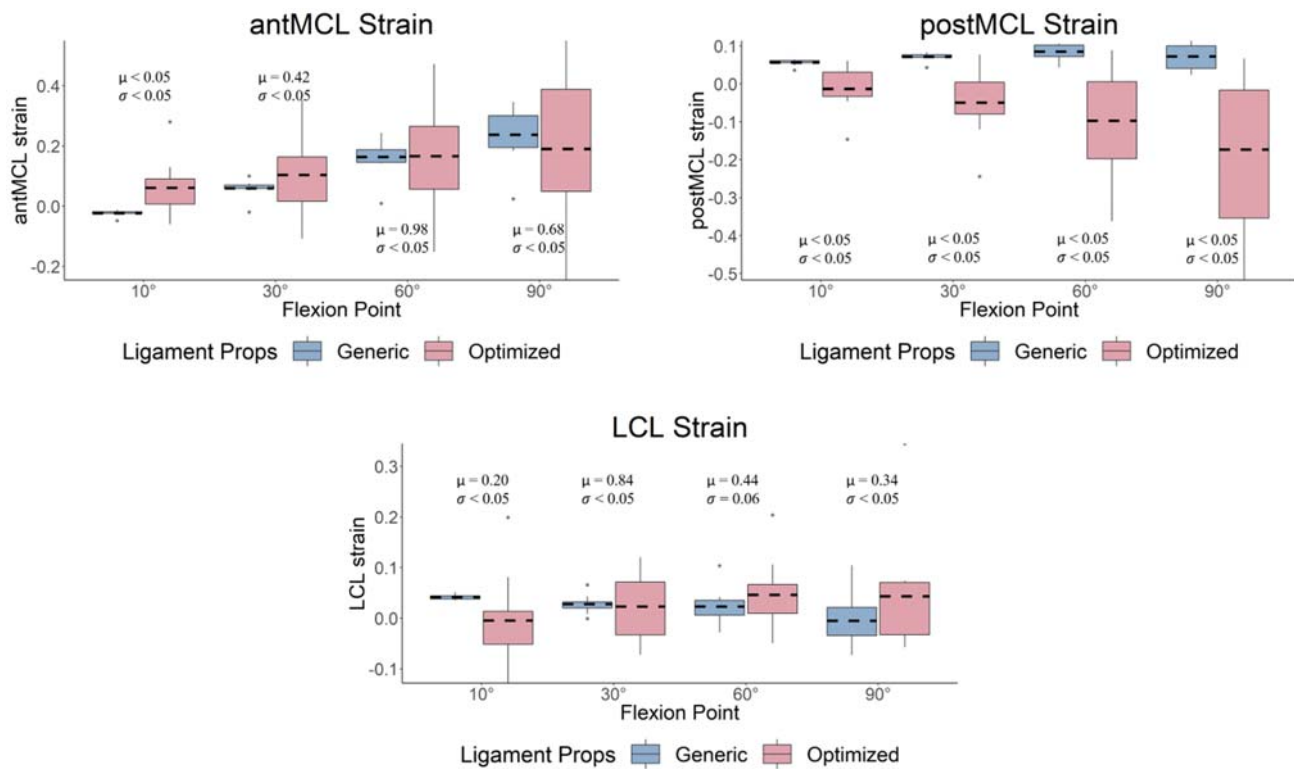 antMCL Strain
antMCL strain
0.4
0.2
0.0
-0.2
μ < 0.05
σ < 0.05
μ = 0.42
σ < 0.05
μ = 0.98
σ < 0.05
μ = 0.68
σ < 0.05
10° 30° 60° 90°
Flexion Point
Ligament Props Generic Optimized
postMCL Strain
postMCL strain
0.1
0.0
-0.1
-0.2
-0.3
-0.4
-0.5
μ < 0.05 μ < 0.05 μ < 0.05 μ < 0.05
σ < 0.05 σ < 0.05 σ < 0.05 σ < 0.05
10° 30° 60° 90°
Flexion Point
Ligament Props Generic Optimized
LCL Strain
LCL strain
0.3
0.2
0.1
0.0
-0.1
μ = 0.20 μ = 0.84 μ = 0.44 μ = 0.34
σ < 0.05 σ < 0.05 σ = 0.06 σ < 0.05
10° 30° 60° 90°
Flexion Point
Ligament Props Generic Optimized